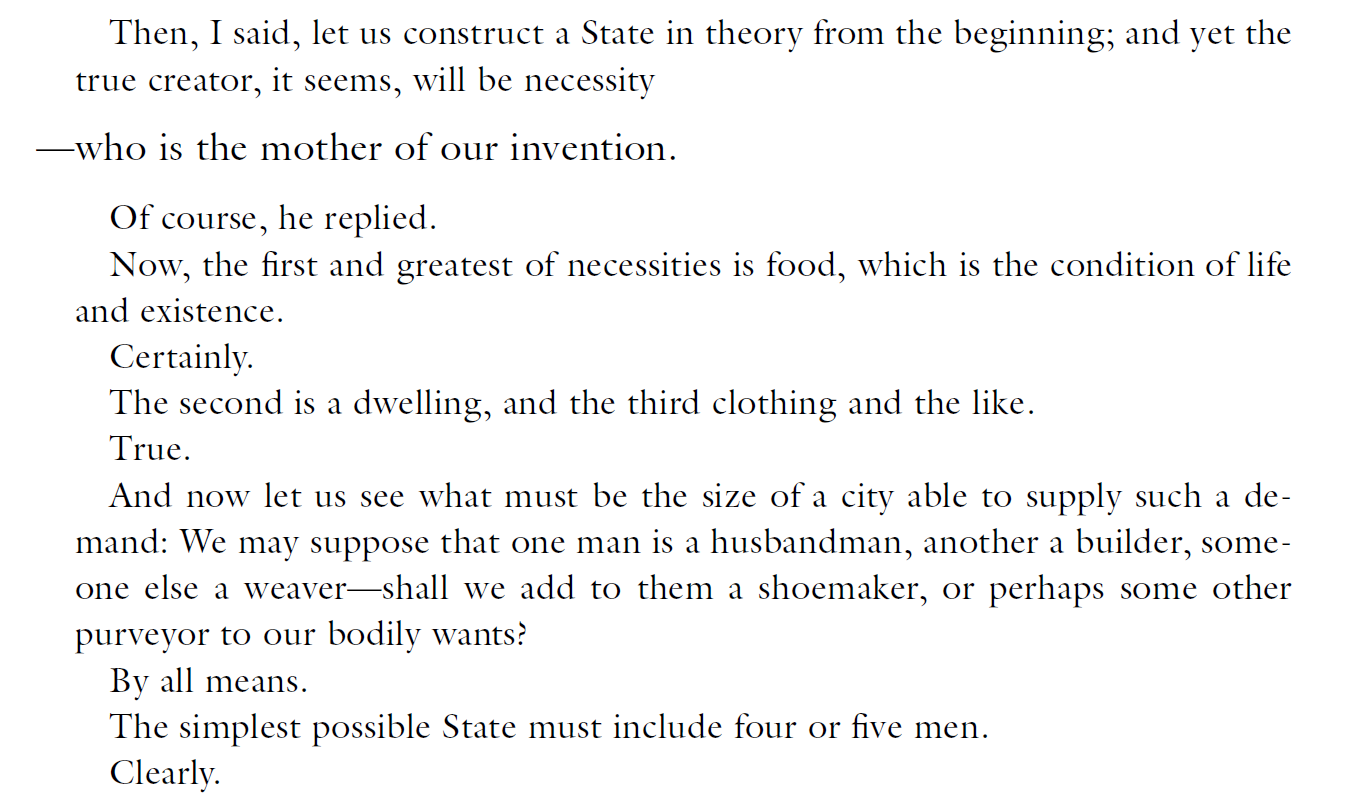 Then, I said, let us construct a State in theory from the beginning; and yet the
true creator, it seems, will be necessity
—who is the mother of our invention.
Of course, he replied.
Now, the first and greatest of necessities is food, which is the condition of life
and existence.
Certainly.
The second is a dwelling, and the third clothing and the like.
True.
And now let us see what must be the size of a city able to supply such a de-
mand: We may suppose that one man is a husbandman, another a builder, some-
one else a weaver—shall we add to them a shoemaker, or perhaps some other
purveyor to our bodily wants?
By all means.
The simplest possible State must include four or five men.
Clearly.